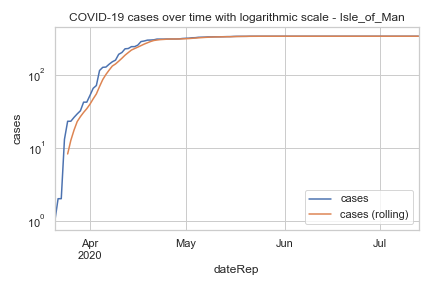 COVID-19 cases over time with logarithmic scale - Isle_of_Man
cases
10²
10¹
10⁰
Apr
2020
May
Jun
Jul
dateRep
cases
cases (rolling)